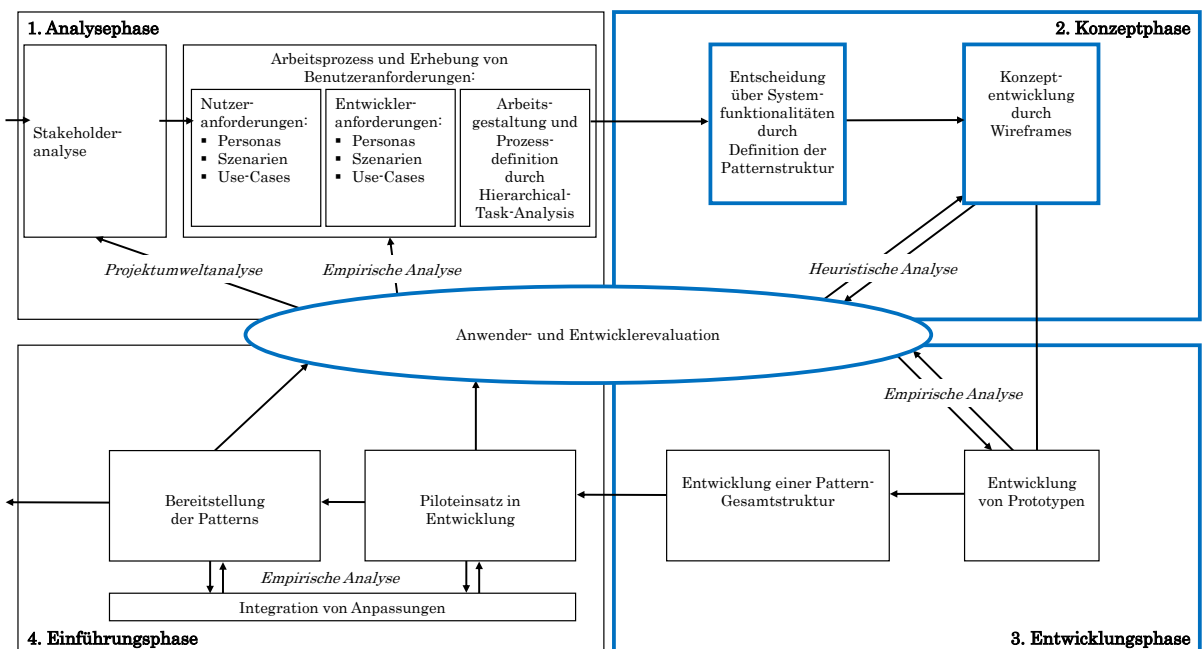 1. Analysephase
Arbeitsprozess und Erhebung von
Benutzeranforderungen:
Stakeholder-
analyse
Nutzer-
anforderungen:
▪ Personas
▪ Szenarien
▪ Use-Cases
Entwickler-
anforderungen:
▪ Personas
▪ Szenarien
▪ Use-Cases
Arbeits-
gestaltung und
Prozess-
definition
durch
Hierarchical-
Task-Analysis
Projektumweltanalyse
Empirische Analyse
2. Konzeptphase
Entscheidung
über System-
funktionalitäten
durch
Definition der
Patternstruktur
Konzept-
entwicklung
durch
Wireframes
Heuristische Analyse
Anwender- und Entwicklerevaluation
Empirische Analyse
Entwicklung einer Pattern-
Gesamtstruktur
Entwicklung
von Prototypen
3. Entwicklungsphase
Bereitstellung
der Patterns
Piloteinsatz in
Entwicklung
Empirische Analyse
Integration von Anpassungen
4. Einführungsphase